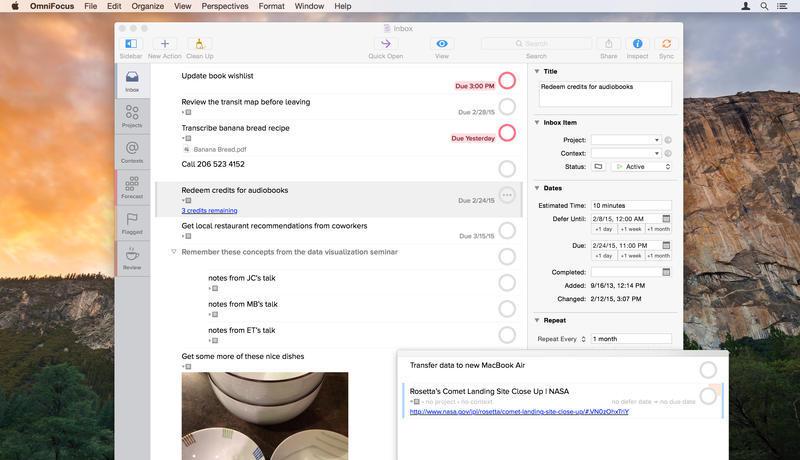 OmniFocus File Edit Organize View Perspectives Format Window Help
Inbox
Sidebar New Action Clean Up Quick Open View Search Search Share Inspect Sync
Inbox
Projects
Contexts
Forecast
Flagged
Review
Update book wishlist
Due 3:00 PM
Review the transit map before leaving
Due 2/28/15
Transcribe banana bread recipe
Due Yesterday
Banana Bread.pdf
Call 206 523 4152
Redeem credits for audiobooks
Due 2/24/15
3 credits remaining
Get local restaurant recommendations from coworkers
Due 3/15/15
Remember these concepts from the data visualization seminar
notes from JC's talk
notes from MB's talk
notes from ET's talk
Get some more of these nice dishes
Title
Redeem credits for audiobooks
Inbox Item
Project:
Context:
Status: Active
Dates
Estimated Time: 10 minutes
Defer Until: 2/8/15, 12:00 AM
+1 day +1 week +1 month
Due: 2/24/15, 11:00 PM
+1 day +1 week +1 month
Completed:
Added: 9/16/13, 12:14 PM
Changed: 2/12/15, 3:07 PM
Repeat
Repeat Every 1 month
Transfer data to new MacBook Air
Rosetta's Comet Landing Site Close Up | NASA
• no project • no context no defer date → no due date
http://www.nasa.gov/jpl/rosetta/comet-landing-site-close-up/#.VN0zOhxTriY